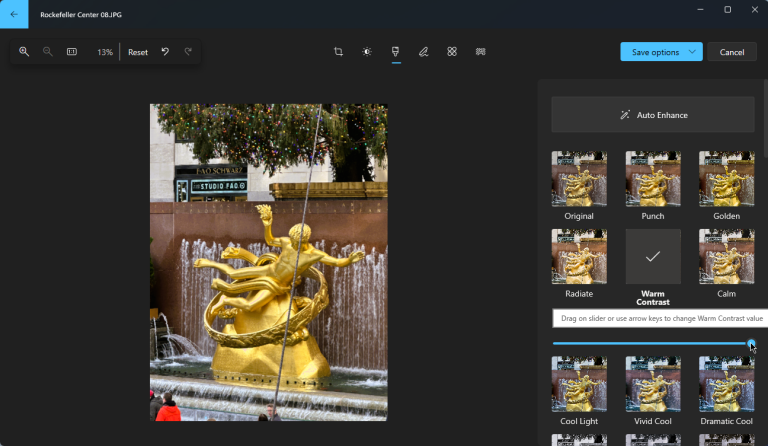 Rockefeller Center 08.JPG
13%
Reset
Save options
Cancel
Auto Enhance
F·A·O SCHWARZ
STUDIO FAO
Original
Punch
Golden
Radiate
Warm
Contrast
Calm
Drag on slider or use arrow keys to change Warm Contrast value
Cool Light
Vivid Cool
Dramatic Cool